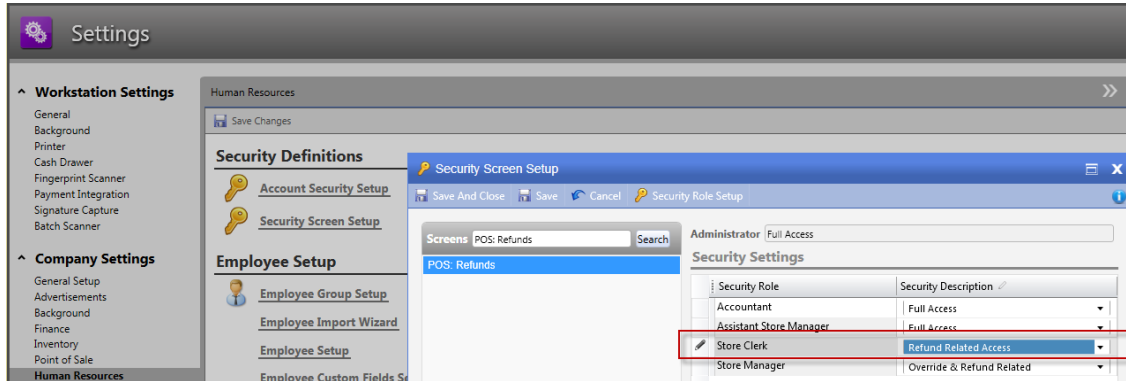 Settings
Workstation Settings
General
Background
Printer
Cash Drawer
Fingerprint Scanner
Payment Integration
Signature Capture
Batch Scanner
Company Settings
General Setup
Advertisements
Background
Finance
Inventory
Point of Sale
Human Resources
Human Resources
Save Changes
Security Definitions
Account Security Setup
Security Screen Setup
Employee Setup
Employee Group Setup
Employee Import Wizard
Employee Setup
Employee Custom Fields Se
Security Screen Setup
Save And Close Save Cancel Security Role Setup
Screens POS: Refunds Search
POS: Refunds
Administrator Full Access
Security Settings
Security Role Security Description
Accountant Full Access
Assistant Store Manager Full Access
Store Clerk Refund Related Access
Store Manager Override & Refund Related